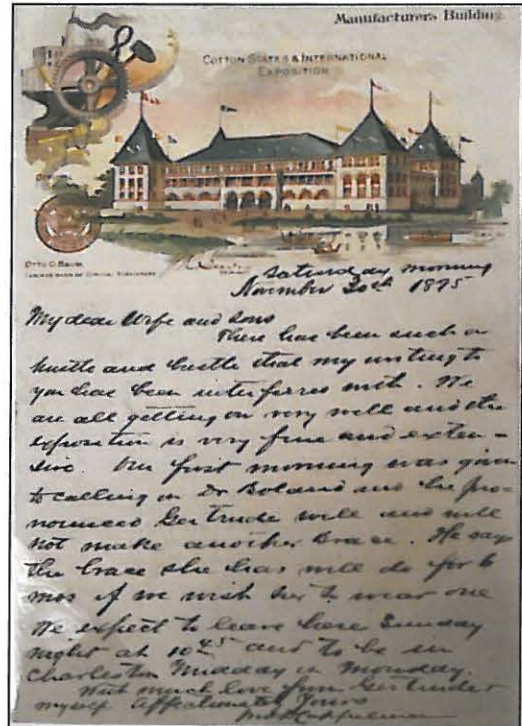 Manufacturers Building.
COTTON STATES & INTERNATIONAL
EXPOSITION
OTTO O. BAUM.
Saturday morning
November 30th 1895
My dear Wife and sons
There has been such a
hustle and bustle that my writing to
you has been interferred with. We
are all getting on very well and the
exposition is very fine and exten-
sive. Our first morning was given
to calling on Dr Boland and he pro-
nounced Gertrude well and will
not make another Brace. He says
the brace she has will do for 6
mos if we wish her to wear one
We expect to leave here Sunday
night at 10 45 and to be in
Charleston Midday on Monday.
With much love from Gertrude &
myself Affectionately Yours